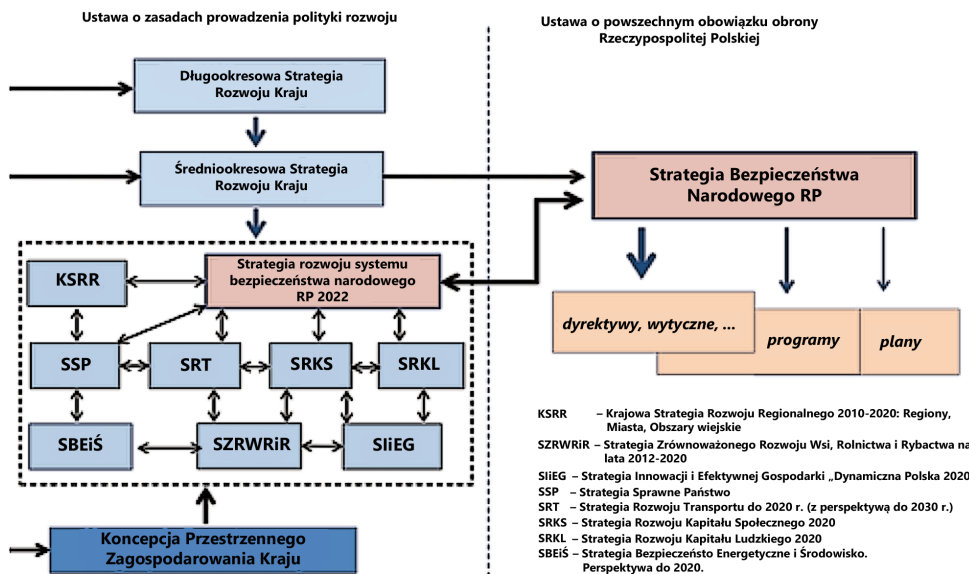 Ustawa o zasadach prowadzenia polityki rozwoju
Ustawa o powszechnym obowiązku obrony
Rzeczypospolitej Polskiej
Długookresowa Strategia
Rozwoju Kraju
Średniookresowa Strategia
Rozwoju Kraju
Strategia Bezpieczeństwa
Narodowego RP
KSRR
Strategia rozwoju systemu
bezpieczeństwa narodowego
RP 2022
SSP
SRT
SRKS
SRKL
SBEiŚ
SZRWRiR
SIiEG
Koncepcja Przestrzennego
Zagospodarowania Kraju
dyrektywy, wytyczne, ...
programy
plany
KSRR – Krajowa Strategia Rozwoju Regionalnego 2010-2020: Regiony,
Miasta, Obszary wiejskie
SZRWRiR – Strategia Zrównoważonego Rozwoju Wsi, Rolnictwa i Rybactwa na
lata 2012-2020
SIiEG – Strategia Innowacji i Efektywnej Gospodarki „Dynamiczna Polska 2020
SSP – Strategia Sprawne Państwo
SRT – Strategia Rozwoju Transportu do 2020 r. (z perspektywą do 2030 r.)
SRKS – Strategia Rozwoju Kapitału Społecznego 2020
SRKL – Strategia Rozwoju Kapitału Ludzkiego 2020
SBEiŚ – Strategia Bezpieczeństo Energetyczne i Środowisko.
Perspektywa do 2020.